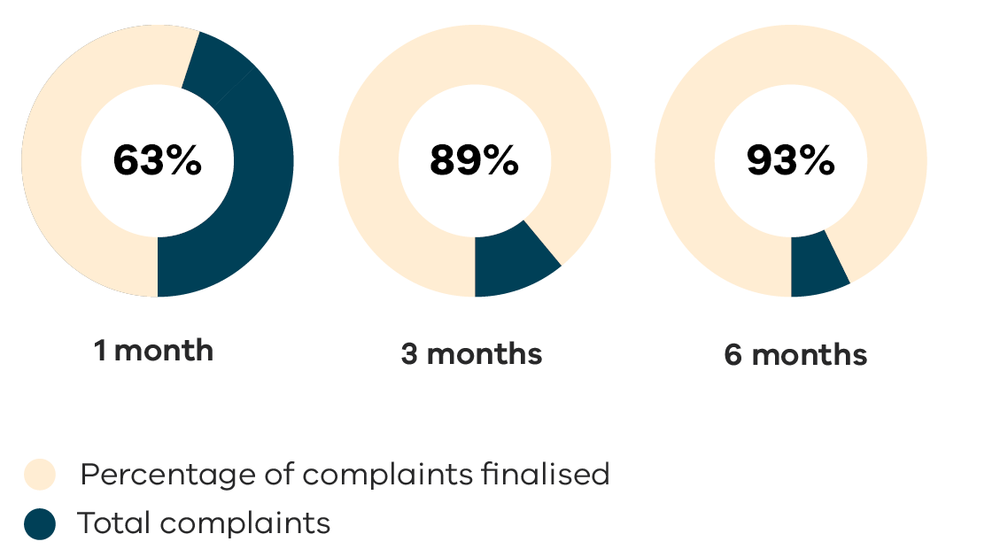 63%
89%
93%
1 month
3 months
6 months
Percentage of complaints finalised
Total complaints